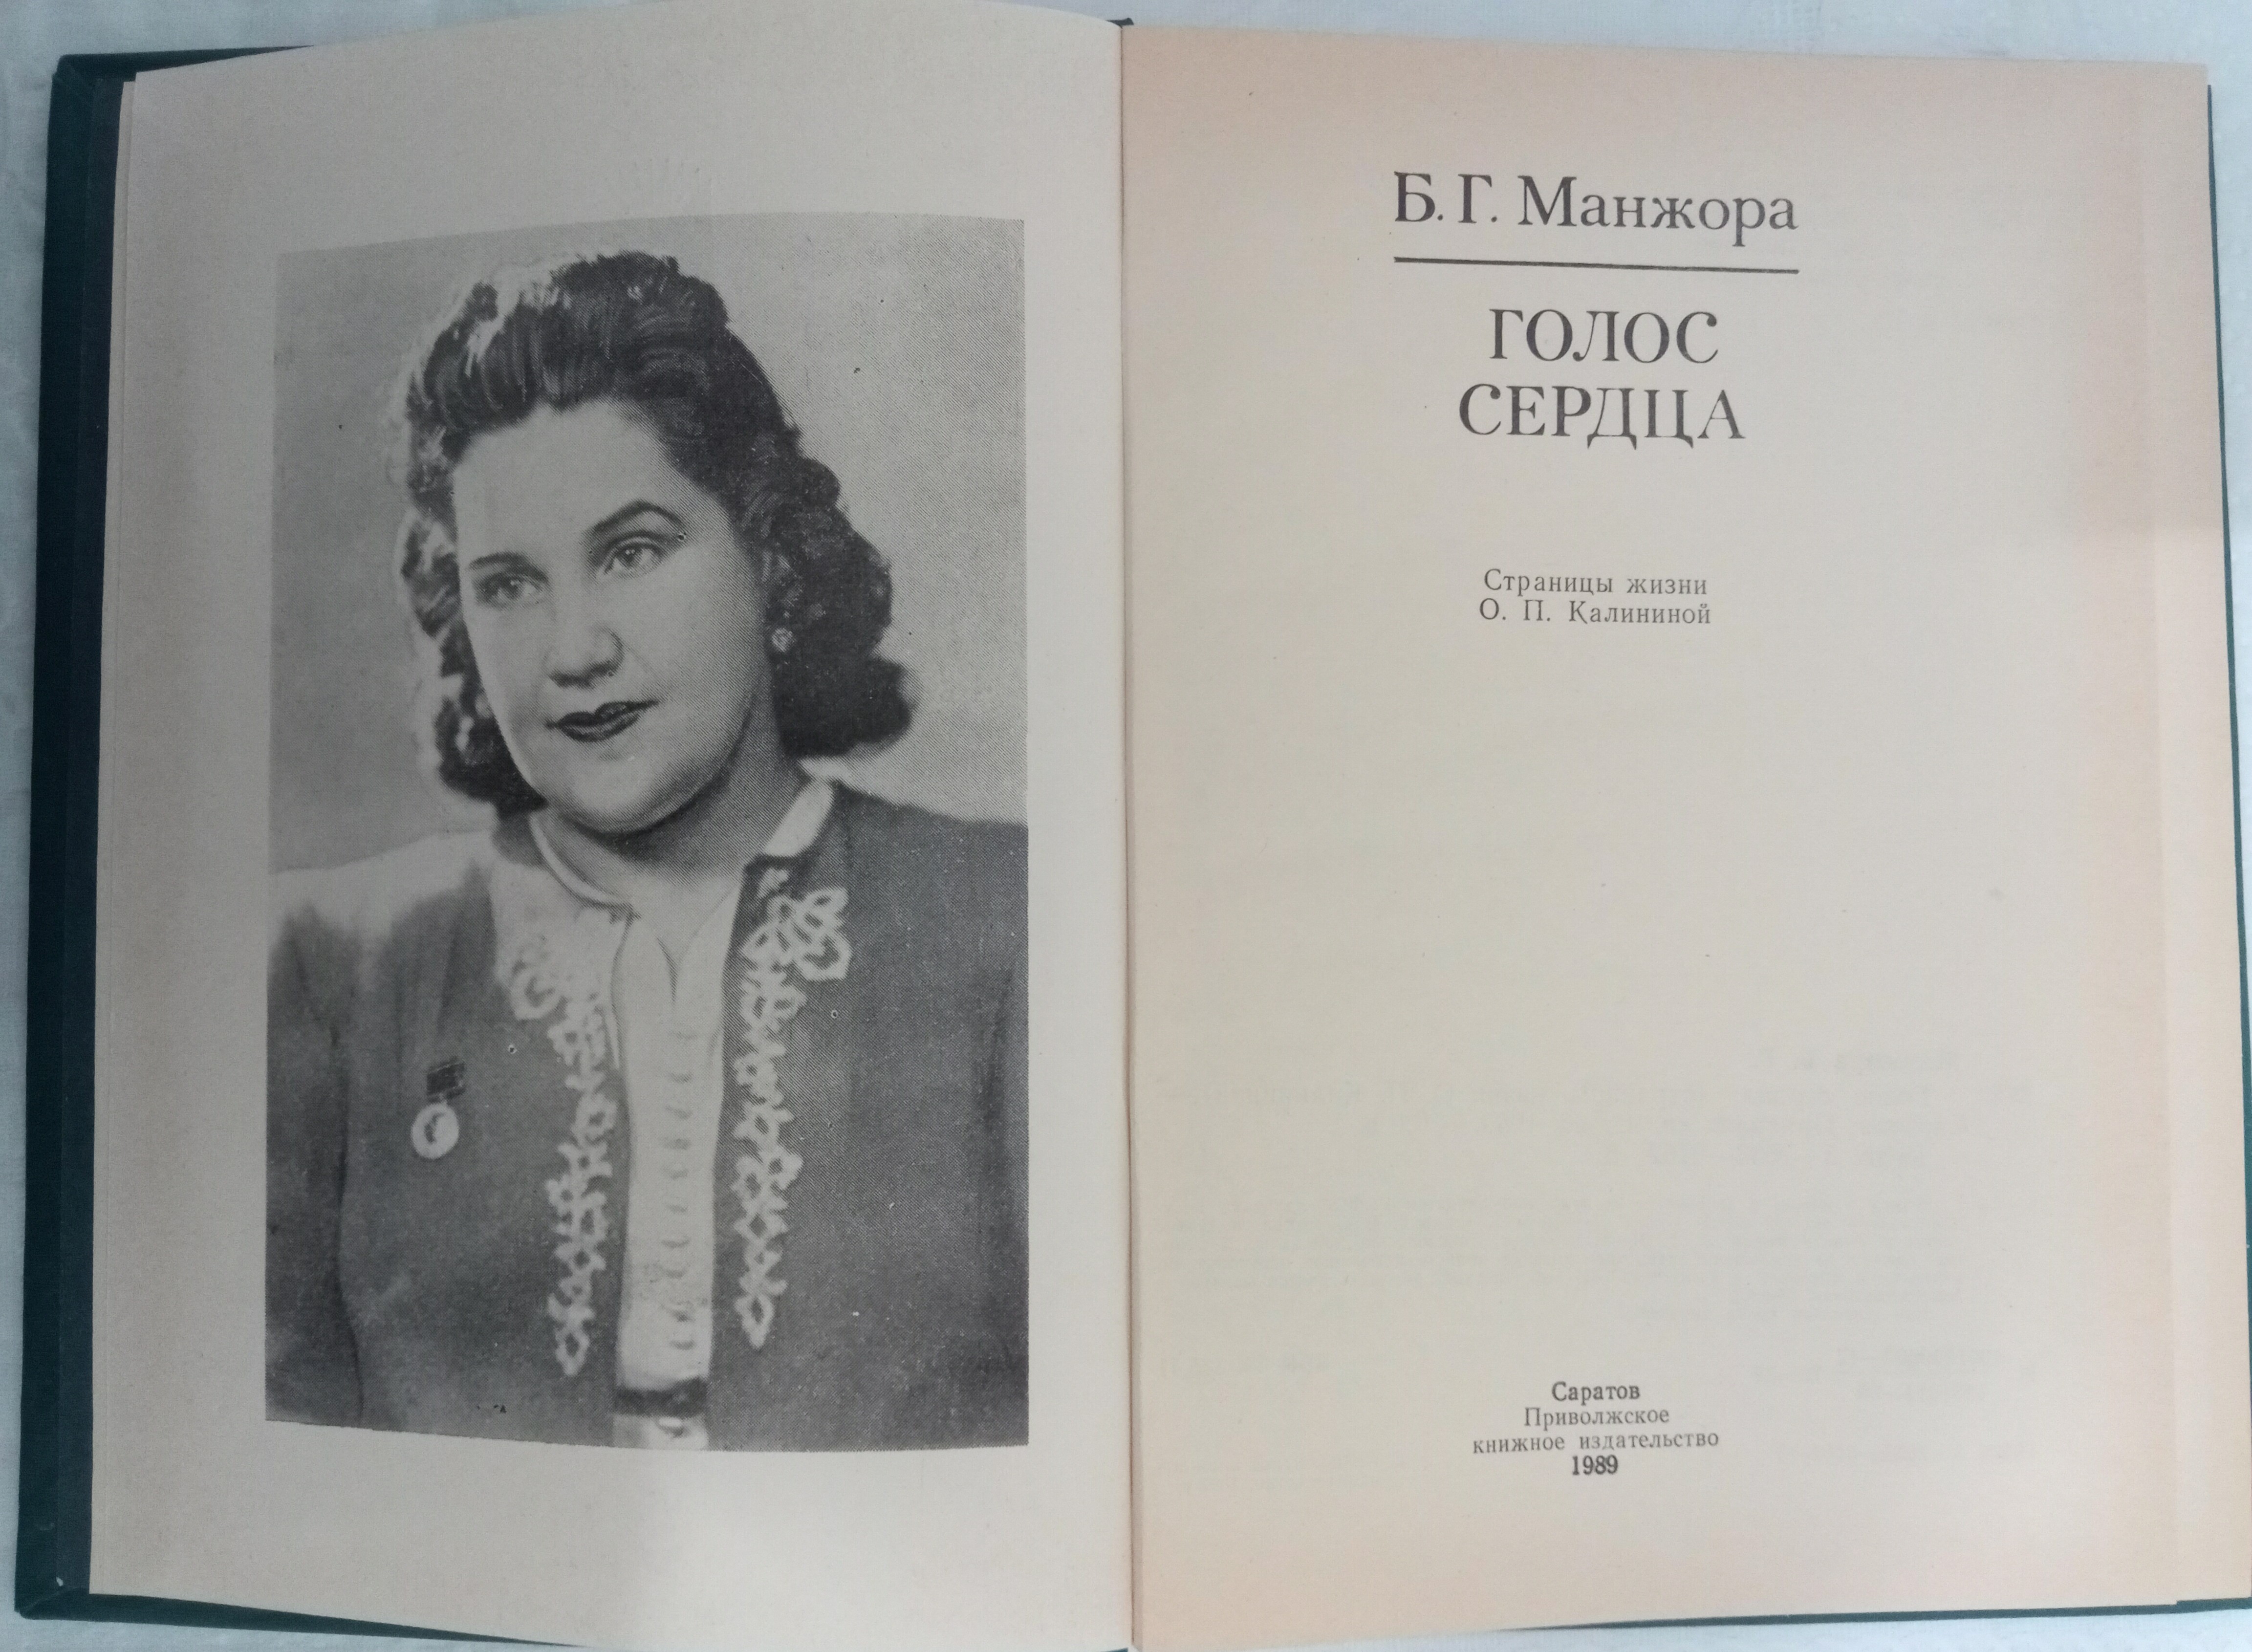 Б. Г. Манжора
ГОЛОС
СЕРДЦА
Страницы жизни
О. П. Калининой
Саратов
Приволжское
книжное издательство
1989